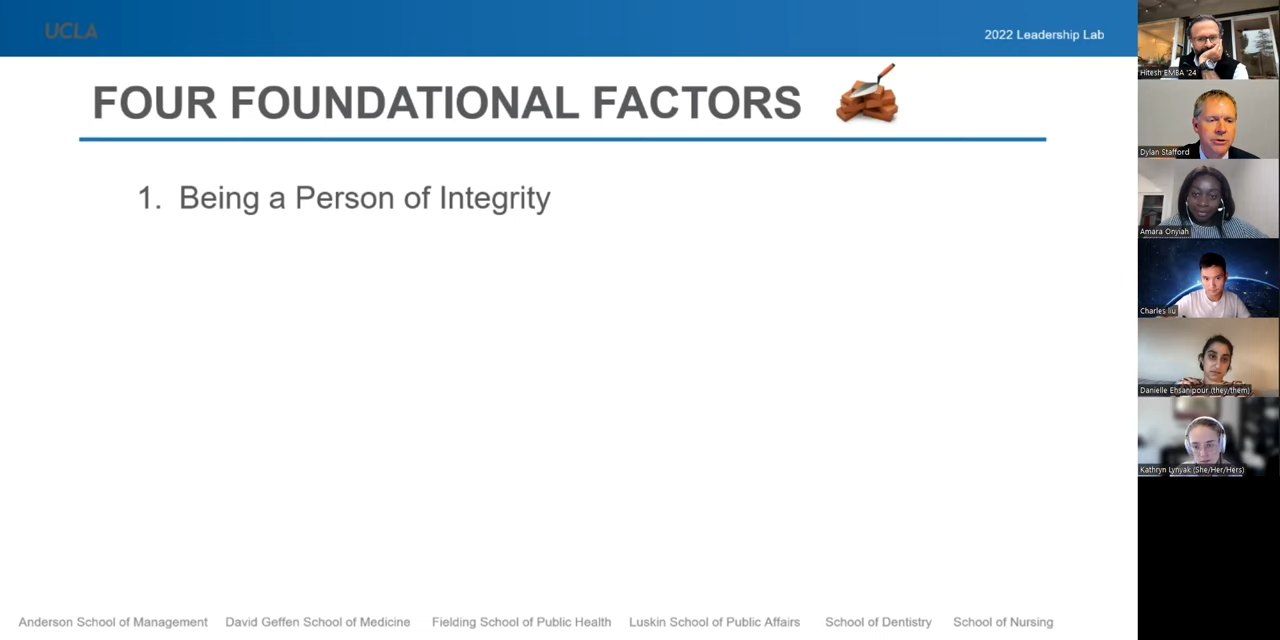 UCLA
2022 Leadership Lab
FOUR FOUNDATIONAL FACTORS
1. Being a Person of Integrity
Anderson School of Management David Geffen School of Medicine Fielding School of Public Health Luskin School of Public Affairs School of Dentistry School of Nursing
Hitesh EMBA '24
Dylan Stafford
Amara Onyiah
Charles liu
Danielle Ehsanipour (they/them)
Kathryn Lynyak (She/Her/Hers)